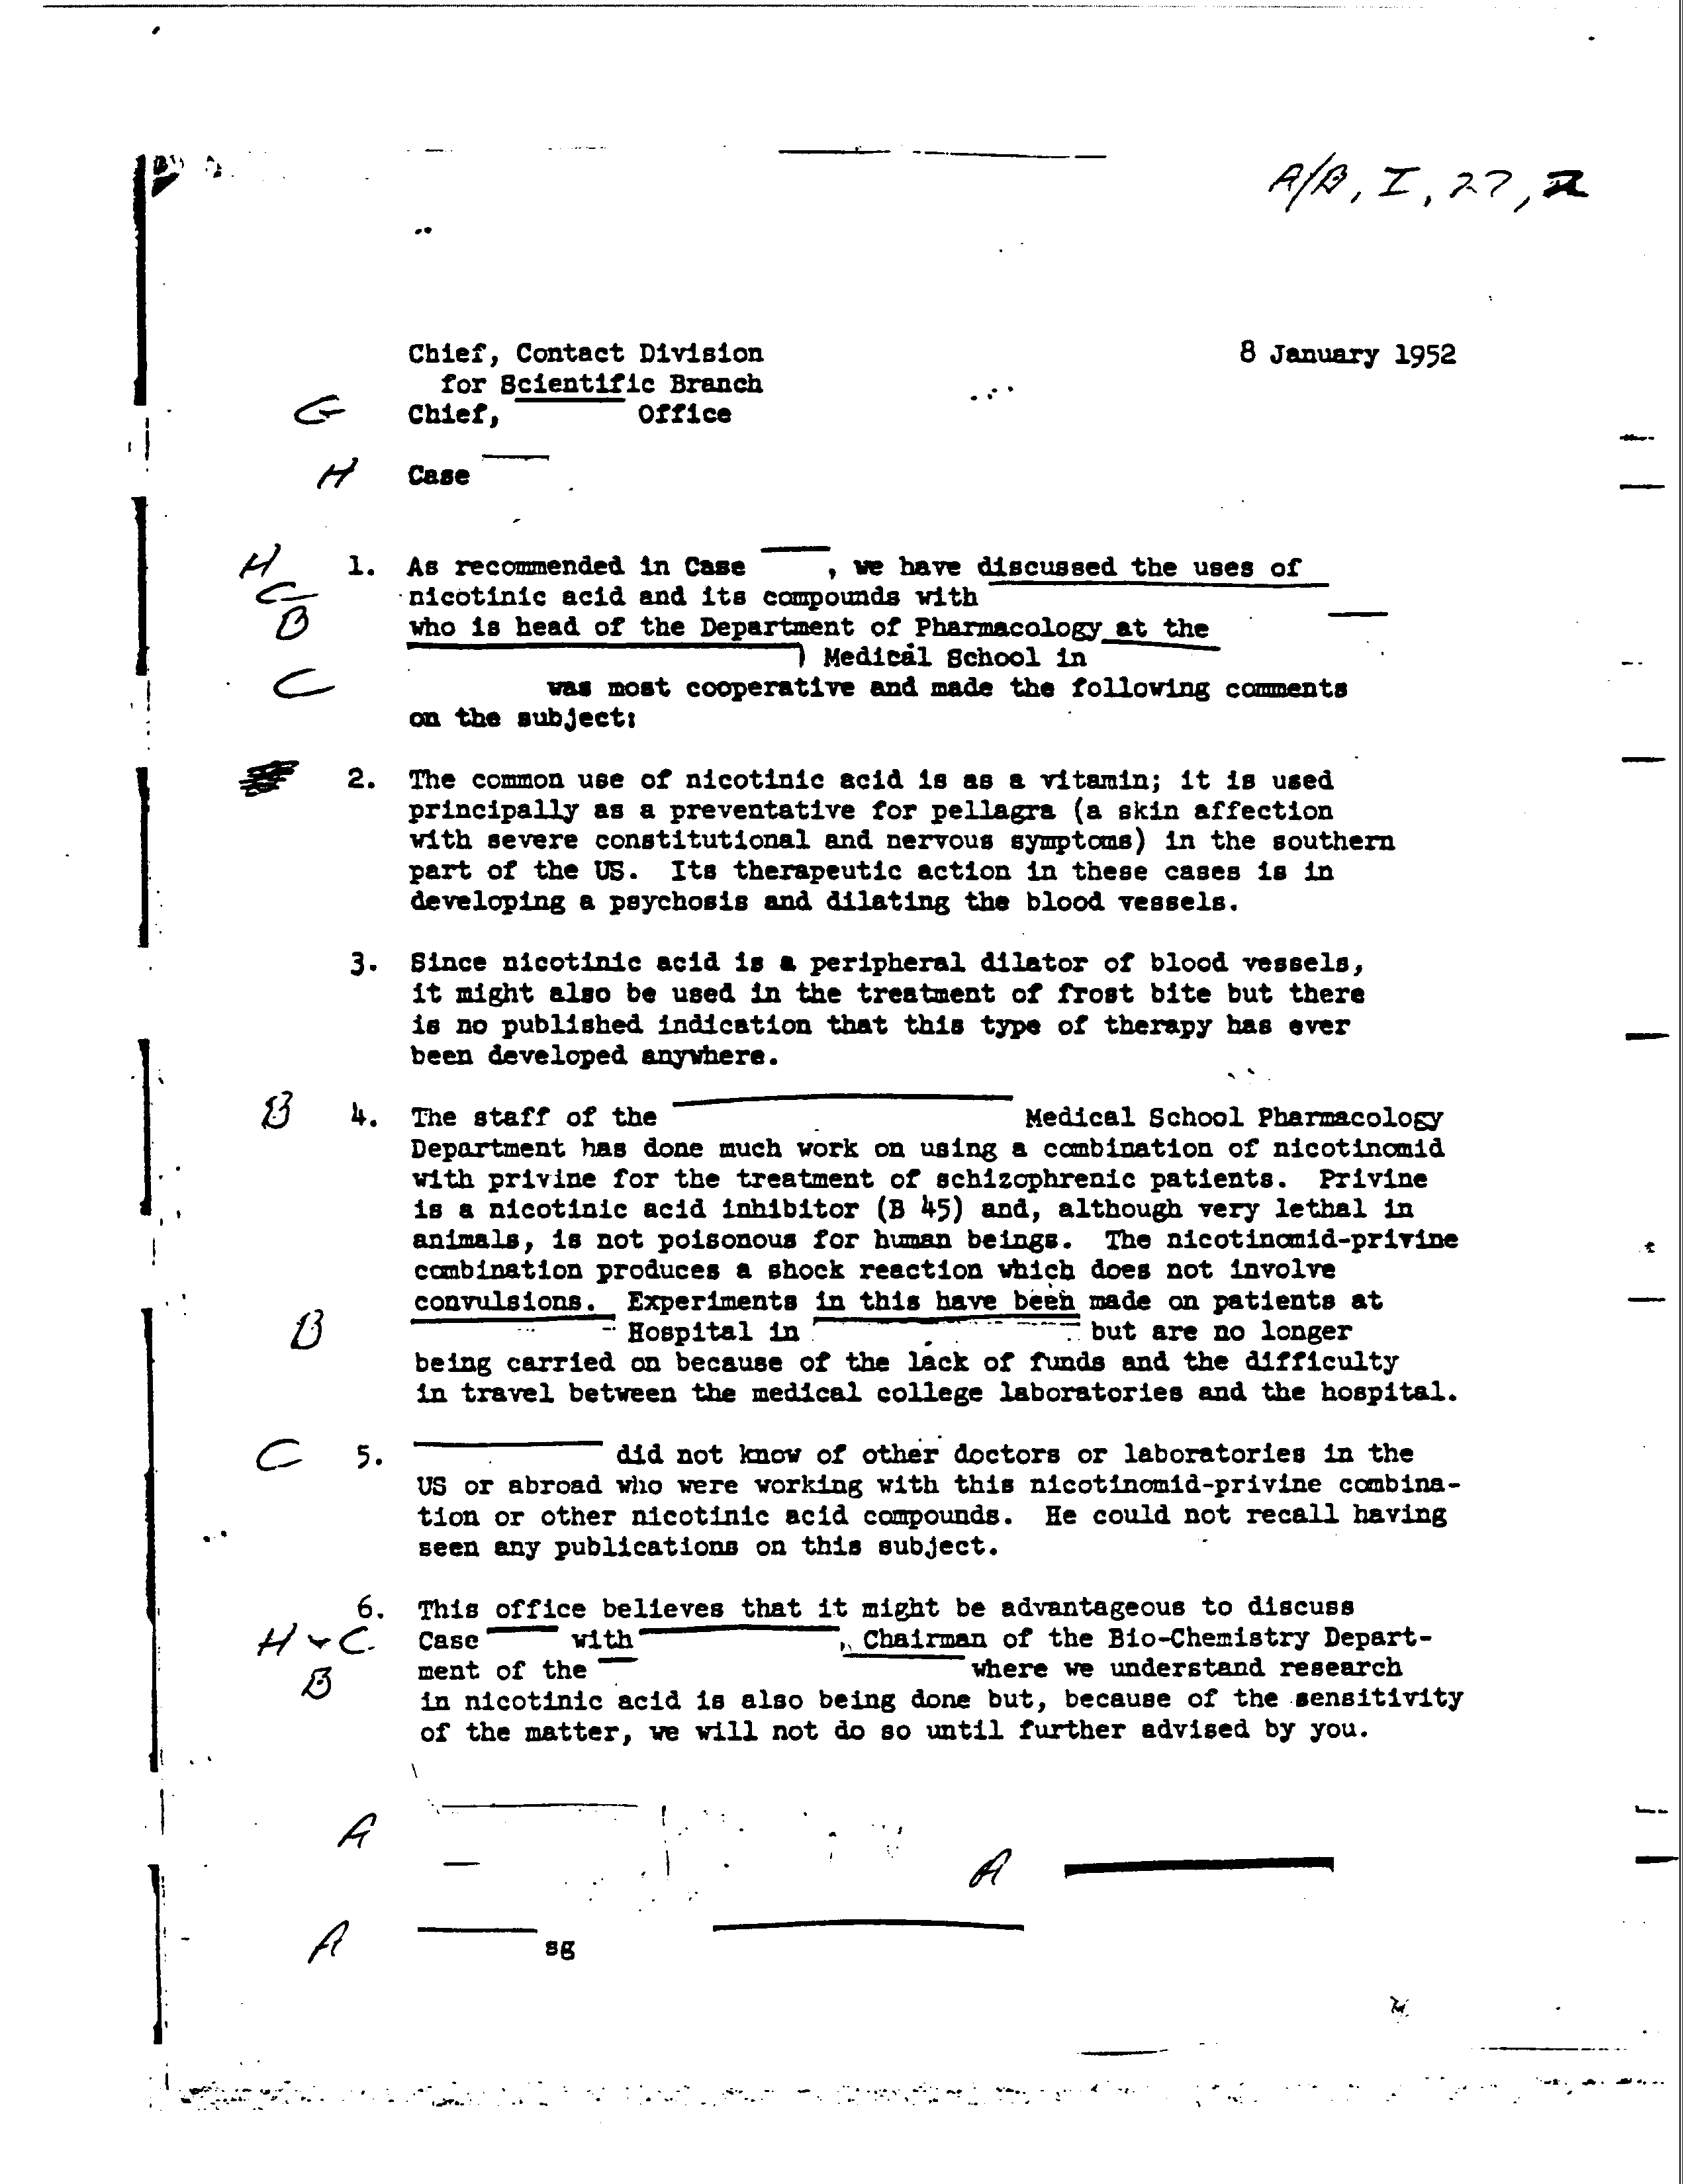 A/B, I, 27, 2
Chief, Contact Division 8 January 1952
for Scientific Branch
G Chief, Office
H Case
H 1. As recommended in Case , we have discussed the uses of
C nicotinic acid and its compounds with
B who is head of the Department of Pharmacology at the
) Medical School in
C was most cooperative and made the following comments
on the subject:
2. The common use of nicotinic acid is as a vitamin; it is used
principally as a preventative for pellagra (a skin affection
with severe constitutional and nervous symptoms) in the southern
part of the US. Its therapeutic action in these cases is in
developing a psychosis and dilating the blood vessels.
3. Since nicotinic acid is a peripheral dilator of blood vessels,
it might also be used in the treatment of frost bite but there
is no published indication that this type of therapy has ever
been developed anywhere.
B 4. The staff of the Medical School Pharmacology
Department has done much work on using a combination of nicotinomid
with privine for the treatment of schizophrenic patients. Privine
is a nicotinic acid inhibitor (B 45) and, although very lethal in
animals, is not poisonous for human beings. The nicotinomid-privine
combination produces a shock reaction which does not involve
convulsions. Experiments in this have been made on patients at
B Hospital in but are no longer
being carried on because of the lack of funds and the difficulty
in travel between the medical college laboratories and the hospital.
C 5. did not know of other doctors or laboratories in the
US or abroad who were working with this nicotinomid-privine combina-
tion or other nicotinic acid compounds. He could not recall having
seen any publications on this subject.
6. This office believes that it might be advantageous to discuss
H & C Case with , Chairman of the Bio-Chemistry Depart-
B ment of the where we understand research
in nicotinic acid is also being done but, because of the sensitivity
of the matter, we will not do so until further advised by you.
A
A
A sg